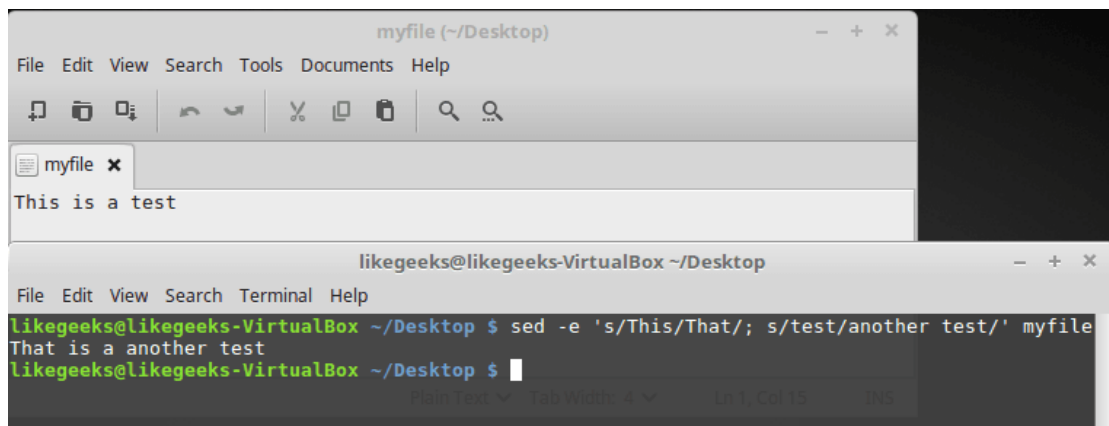 myfile (~/Desktop)
File Edit View Search Tools Documents Help
myfile
This is a test
likegeeks@likegeeks-VirtualBox ~/Desktop
File Edit View Search Terminal Help
likegeeks@likegeeks-VirtualBox ~/Desktop $ sed -e 's/This/That/; s/test/another test/' myfile
That is a another test
likegeeks@likegeeks-VirtualBox ~/Desktop $
Plain Text Tab Width: 4 Ln 1, Col 15 INS